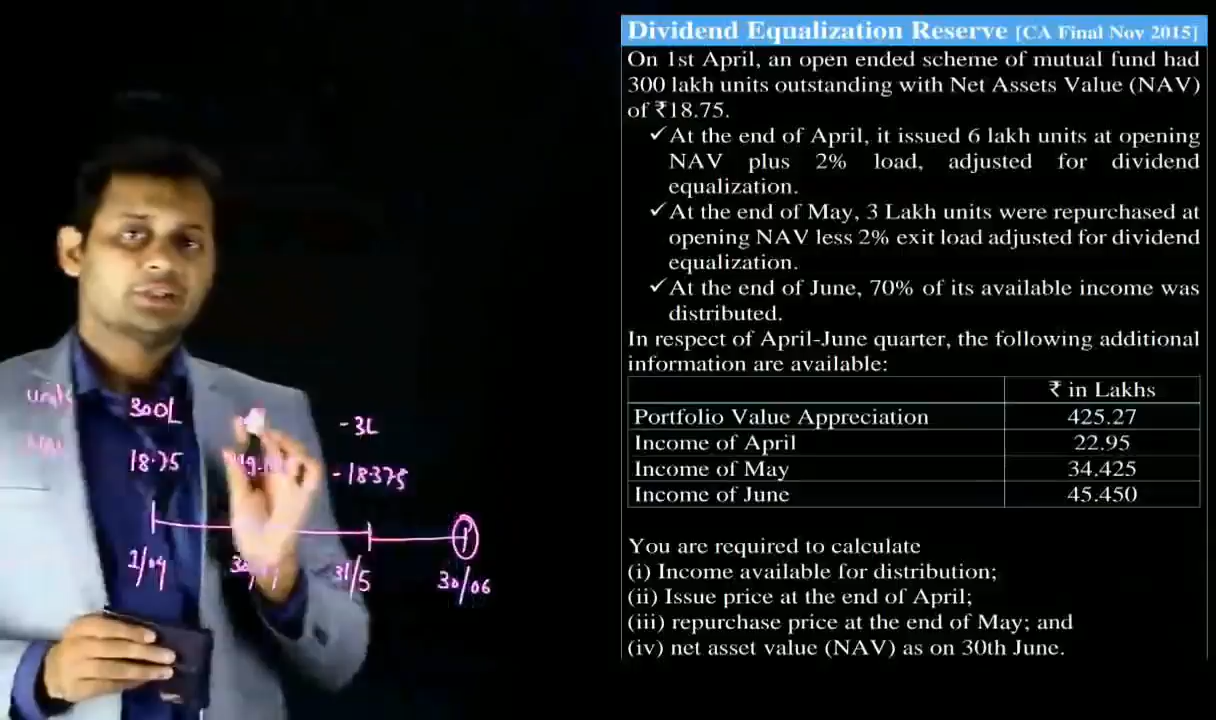 Dividend Equalization Reserve [CA Final Nov 2015]
On 1st April, an open ended scheme of mutual fund had
300 lakh units outstanding with Net Assets Value (NAV)
of ₹18.75.
✓At the end of April, it issued 6 lakh units at opening
NAV plus 2% load, adjusted for dividend
equalization.
✓At the end of May, 3 Lakh units were repurchased at
opening NAV less 2% exit load adjusted for dividend
equalization.
✓At the end of June, 70% of its available income was
distributed.
In respect of April-June quarter, the following additional
information are available:
₹ in Lakhs
Portfolio Value Appreciation 425.27
Income of April 22.95
Income of May 34.425
Income of June 45.450
You are required to calculate
(i) Income available for distribution;
(ii) Issue price at the end of April;
(iii) repurchase price at the end of May; and
(iv) net asset value (NAV) as on 30th June.
Units 300L -3L
18.75 -18.375
31/5 30/06